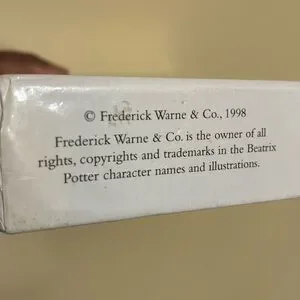 © Frederick Warne & Co., 1998
Frederick Warne & Co. is the owner of all
rights, copyrights and trademarks in the Beatrix
Potter character names and illustrations.